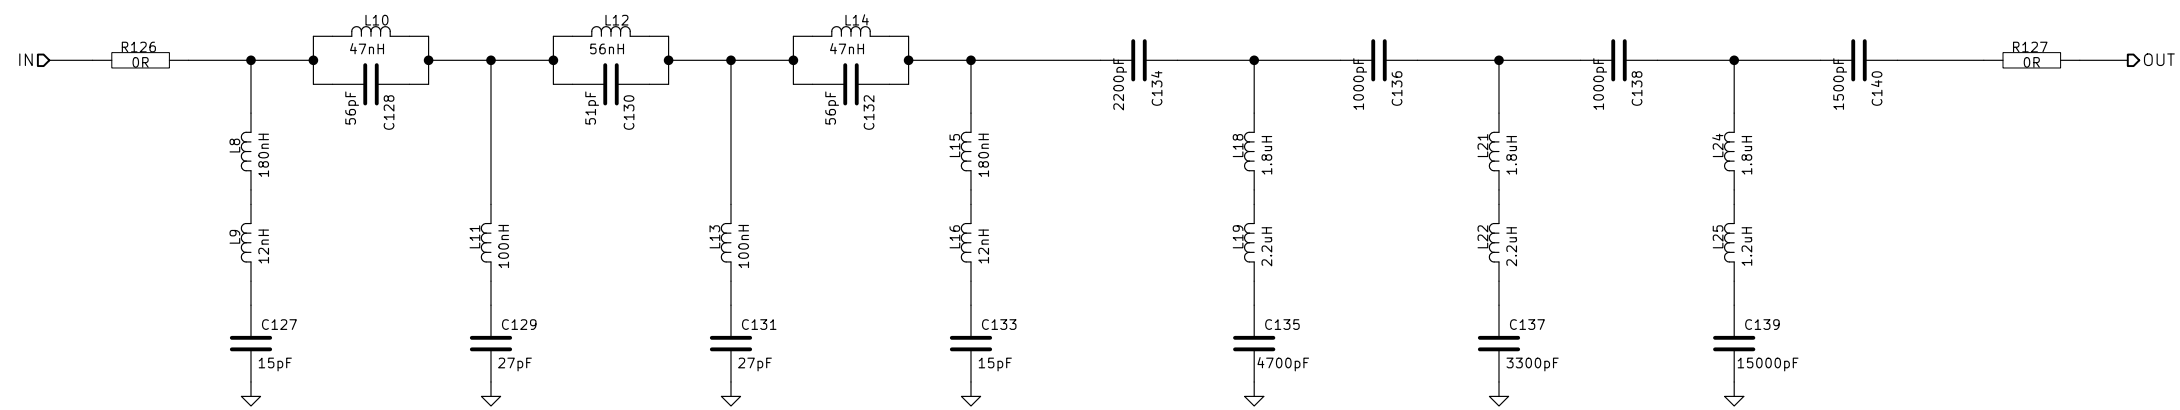 IN
R126
0R
L10
47nH
56pF
C128
L12
56nH
51pF
C130
L14
47nH
56pF
C132
2200pF
C134
1000pF
C136
1000pF
C138
1500pF
C140
R127
0R
OUT
L8
180nH
L15
180nH
L18
1.8uH
L21
1.8uH
L24
1.8uH
L9
12nH
L11
100nH
L13
100nH
L16
12nH
L19
2.2uH
L22
2.2uH
L25
1.2uH
C127
15pF
C129
27pF
C131
27pF
C133
15pF
C135
4700pF
C137
3300pF
C139
15000pF